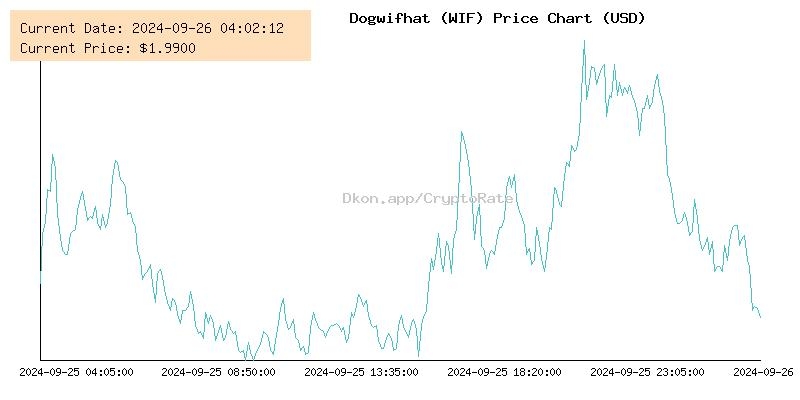 Dogwifhat (WIF) Price Chart (USD)
Current Date: 2024-09-26 04:02:12
Current Price: $1.9900
Dkon.app/CryptoRate
2024-09-25 04:05:00 2024-09-25 08:50:00 2024-09-25 13:35:00 2024-09-25 18:20:00 2024-09-25 23:05:00 2024-09-26